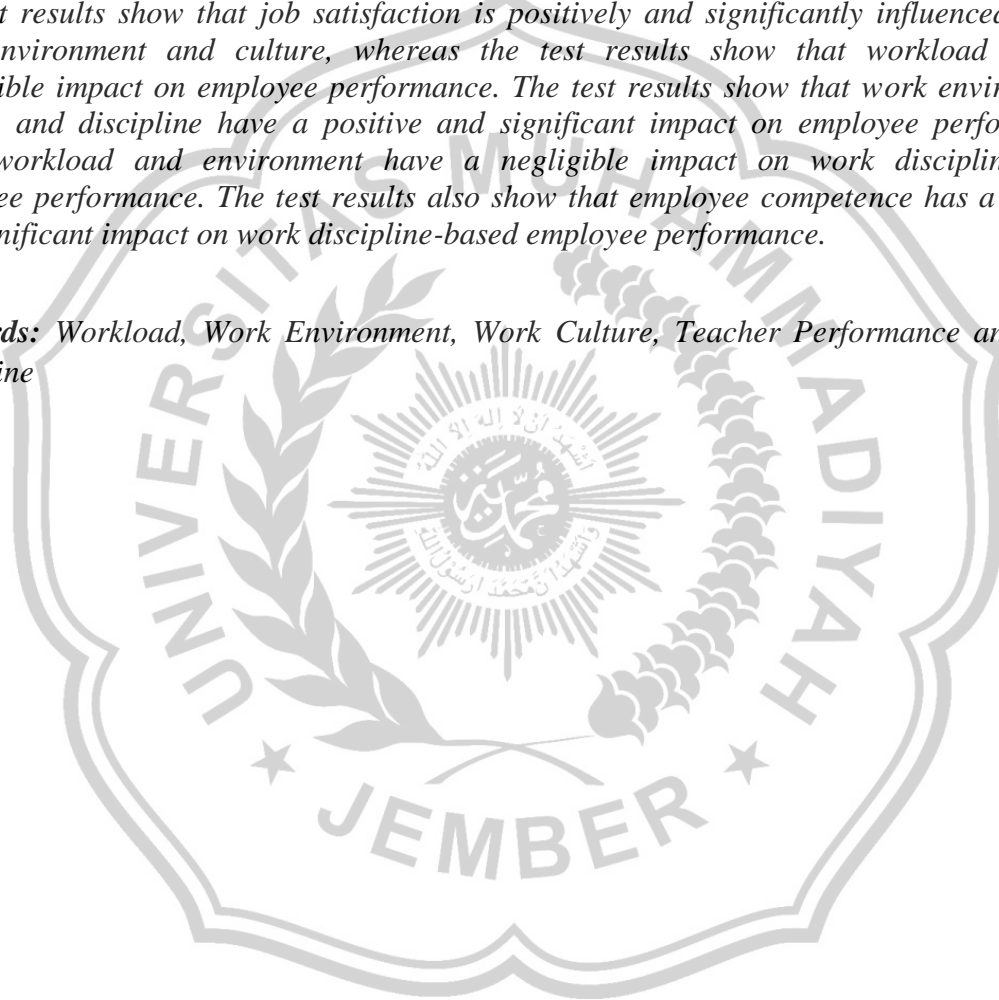 t results show that job satisfaction is positively and significantly influenced
nvironment and culture, whereas the test results show that workload
ible impact on employee performance. The test results show that work envir
and discipline have a positive and significant impact on employee perfo
workload and environment have a negligible impact on work disciplin
ee performance. The test results also show that employee competence has a
nificant impact on work discipline-based employee performance.
rds: Workload, Work Environment, Work Culture, Teacher Performance an
ine
UNIVERSITAS MUHAMMADIYAH
JEMBER